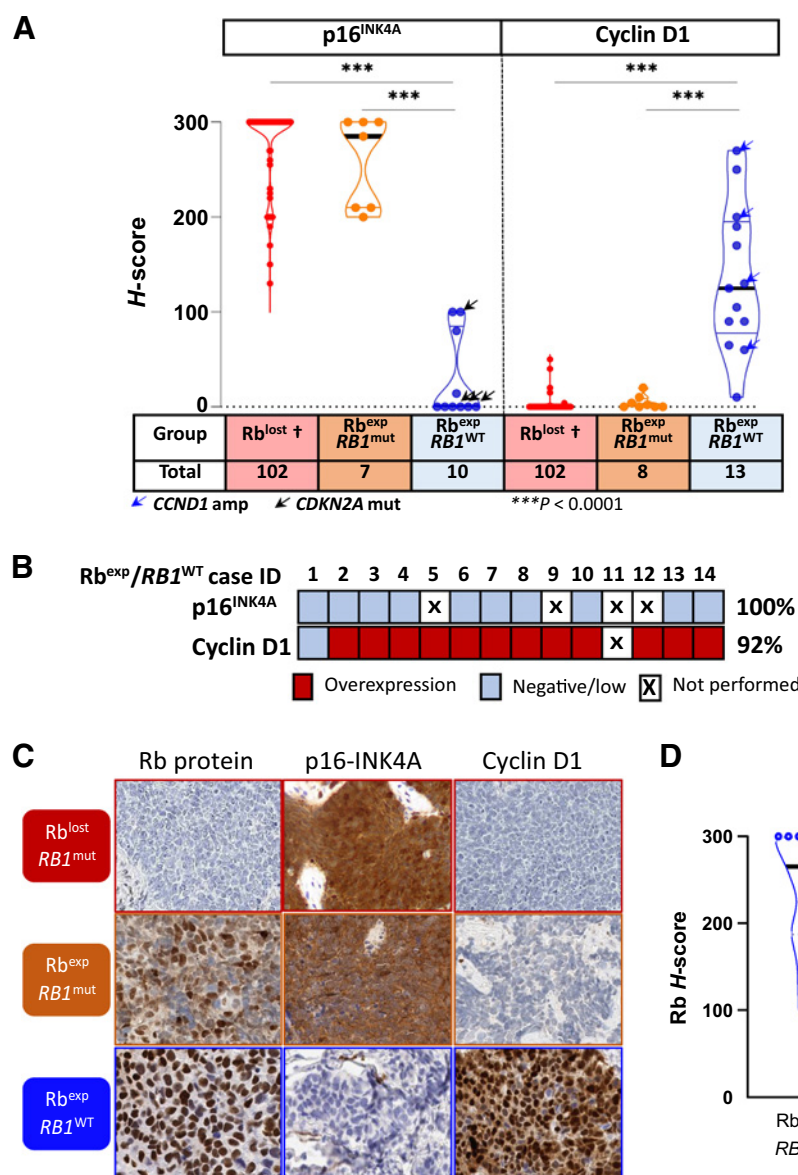 A
p16INK4A Cyclin D1
*** ***
*** ***
300
200
100
0
H-score
Group Rblost † Rbexp RB1mut Rbexp RB1WT Rblost † Rbexp RB1mut Rbexp RB1WT
Total 102 7 10 102 8 13
CCND1 amp CDKN2A mut ***P < 0.0001
B
Rbexp/RB1WT case ID 1 2 3 4 5 6 7 8 9 10 11 12 13 14
p16INK4A X X X X 100%
Cyclin D1 X 92%
Overexpression Negative/low X Not performed
C
Rb protein p16-INK4A Cyclin D1
Rblost
RB1mut
Rbexp
RB1mut
Rbexp
RB1WT
D
300
200
100
0
Rb H-score
Rb
RB